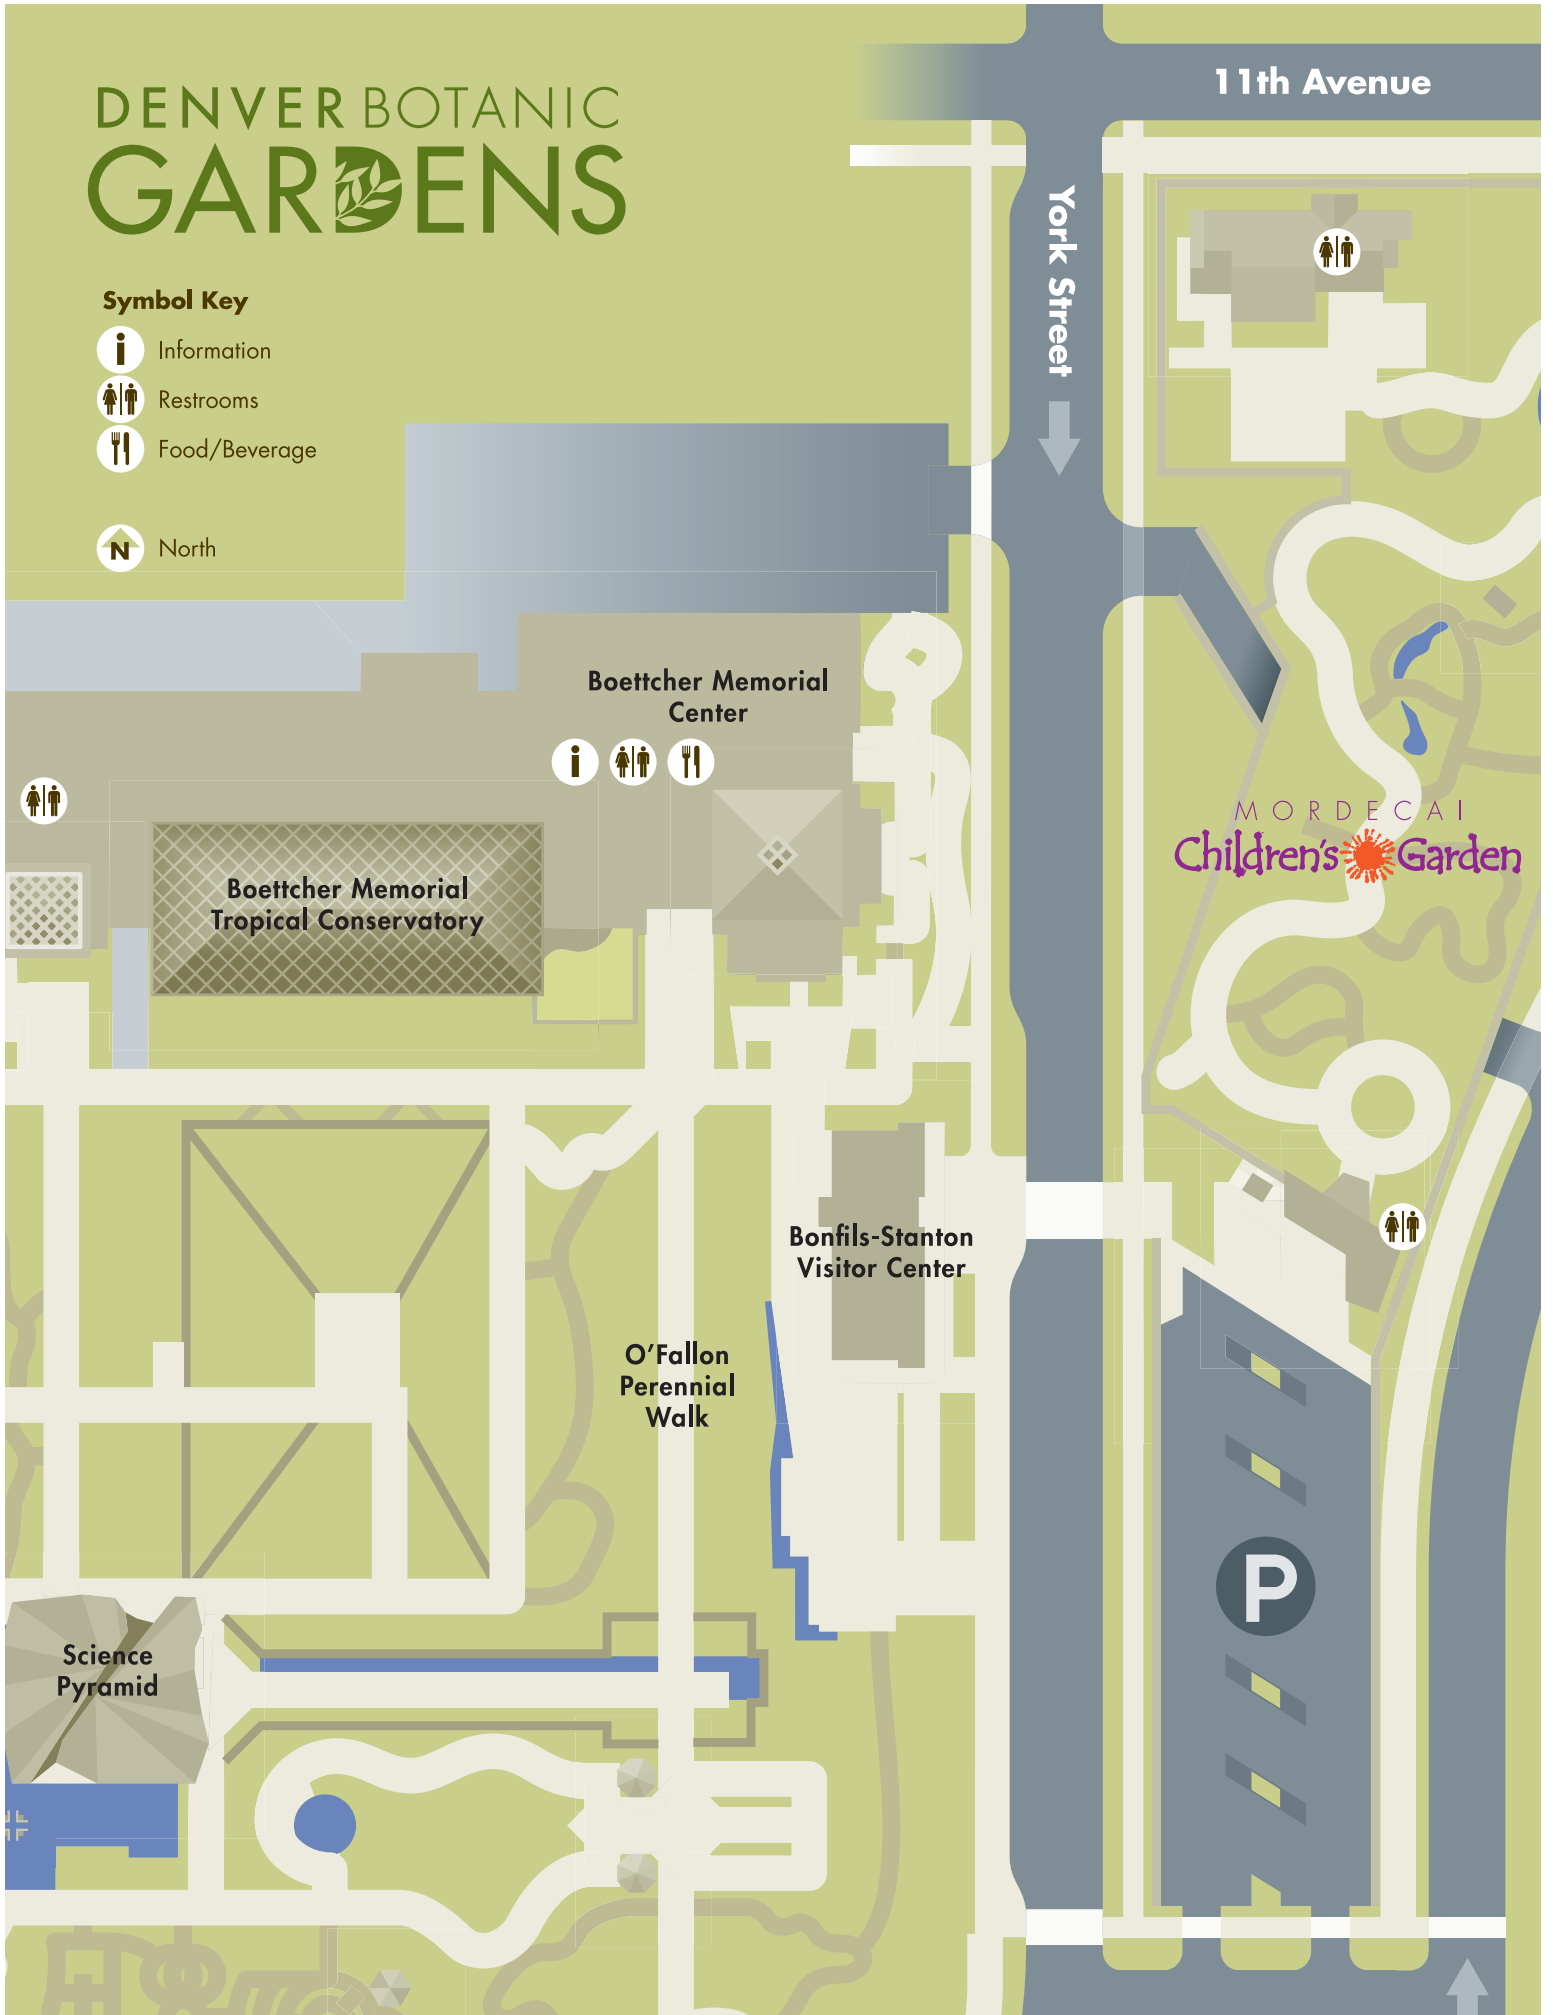 DENVER BOTANIC
GARDENS
Symbol Key
i Information
Restrooms
Food/Beverage
N North
11th Avenue
York Street
Boettcher Memorial
Center
i
Boettcher Memorial
Tropical Conservatory
MORDECAI
Children's Garden
Bonfils-Stanton
Visitor Center
O'Fallon
Perennial
Walk
P
Science
Pyramid